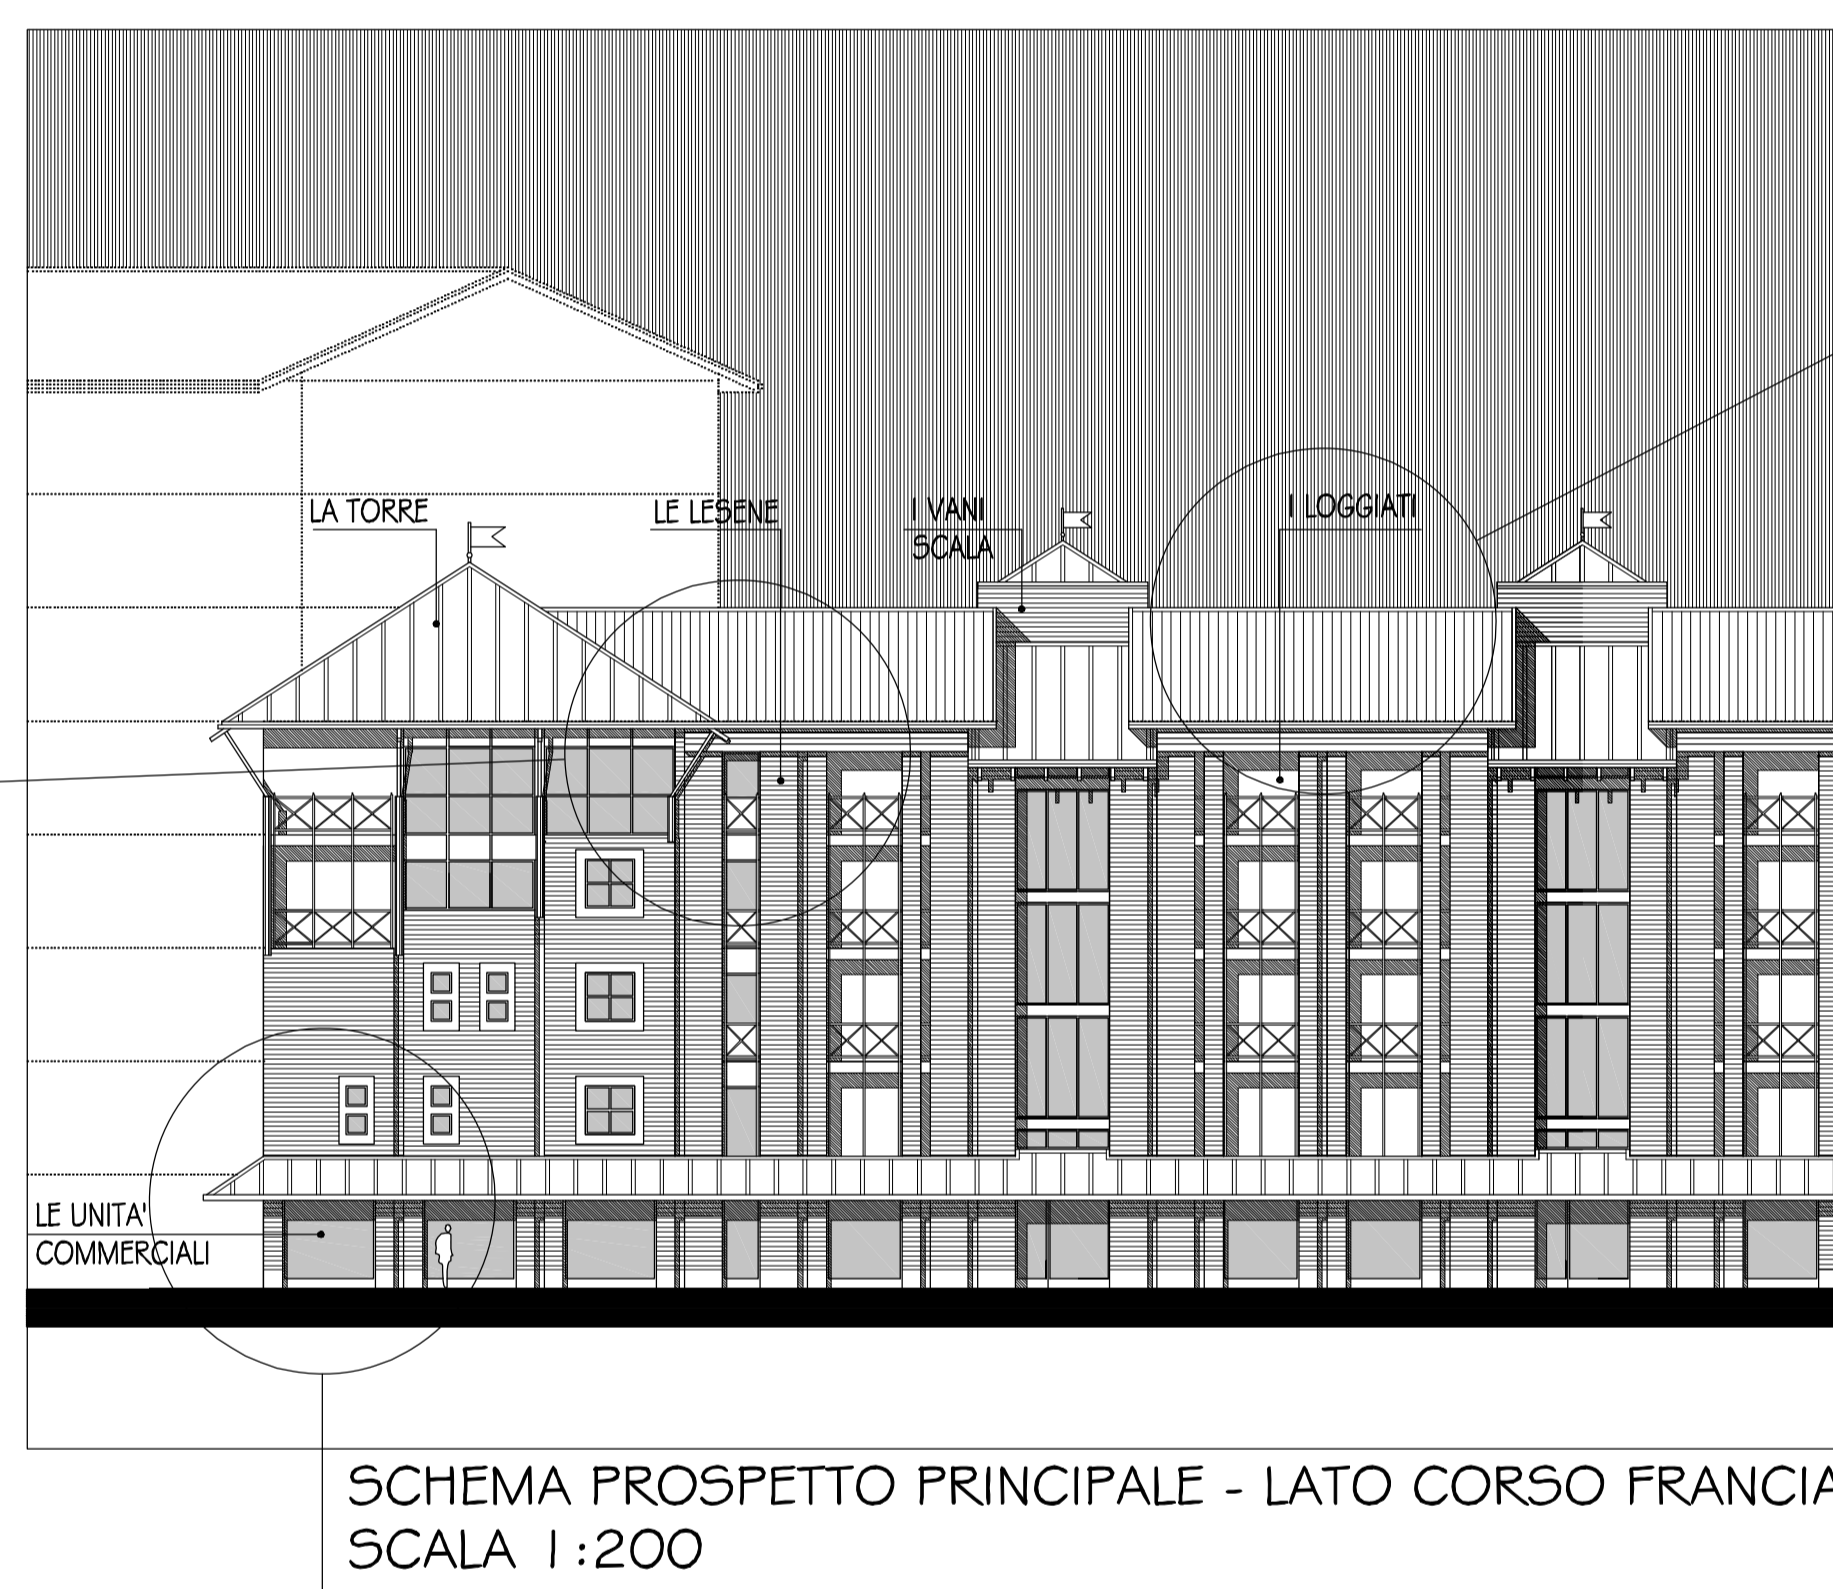 LA TORRE
LE LESENE
I VANI
SCALA
I LOGGIATI
LE UNITA'
COMMERCIALI
SCHEMA PROSPETTO PRINCIPALE - LATO CORSO FRANCIA
SCALA 1:200